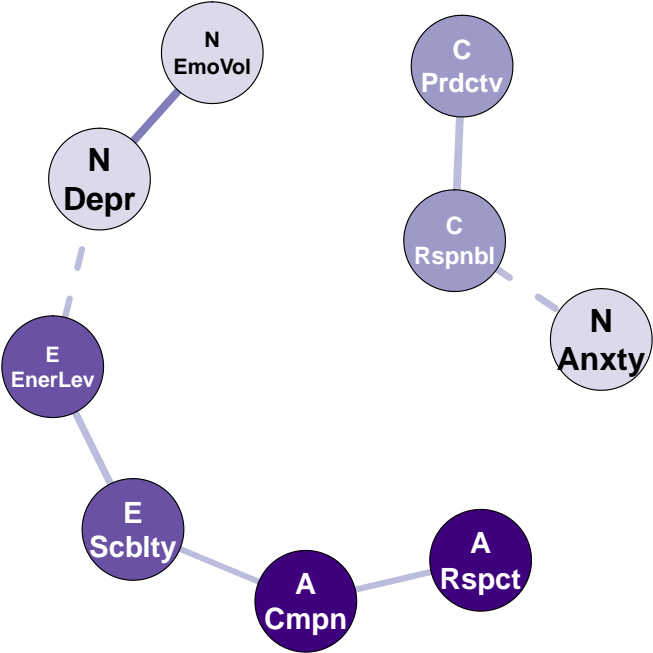 N
EmoVol
C
Prdctv
N
Depr
C
Rspnbl
N
Anxty
E
EnerLev
E
Scblty
A
Rspct
A
Cmpn